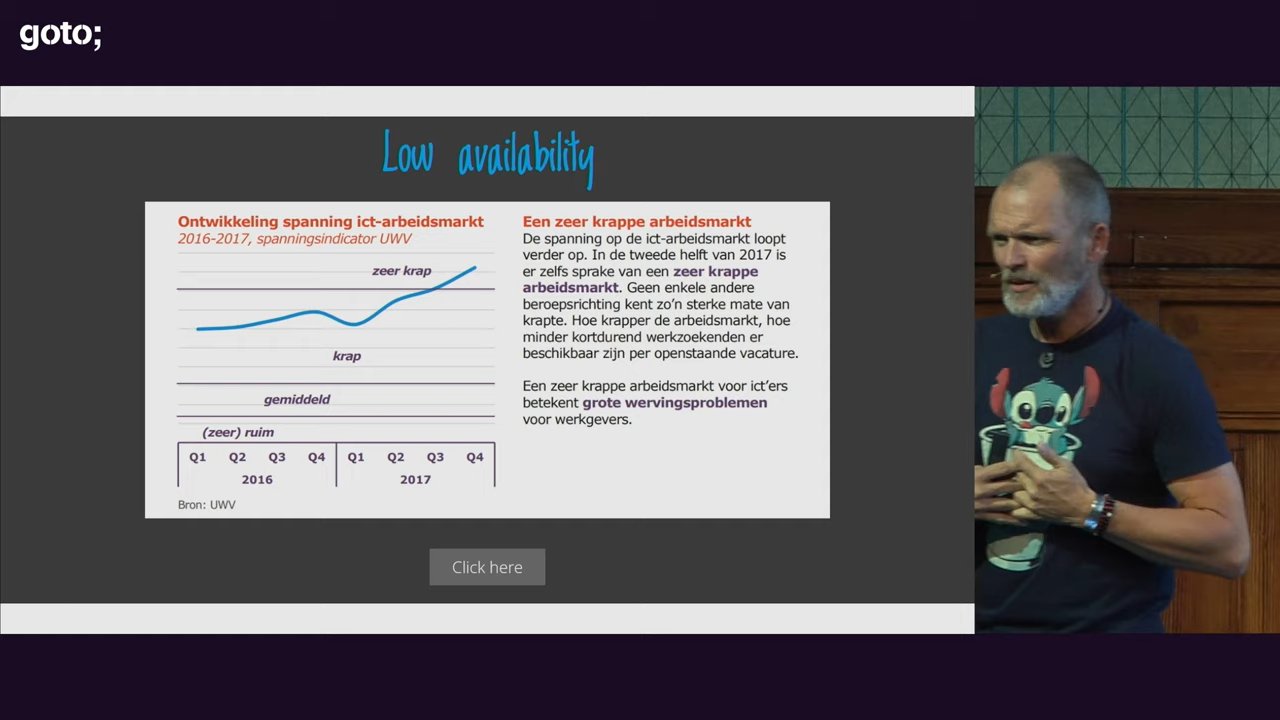 goto;
Low availability
Ontwikkeling spanning ict-arbeidsmarkt
2016-2017, spanningsindicator UWV
zeer krap
krap
gemiddeld
(zeer) ruim
Q1 Q2 Q3 Q4 Q1 Q2 Q3 Q4
2016 2017
Bron: UWV
Een zeer krappe arbeidsmarkt
De spanning op de ict-arbeidsmarkt loopt
verder op. In de tweede helft van 2017 is
er zelfs sprake van een zeer krappe
arbeidsmarkt. Geen enkele andere
beroepsrichting kent zo’n sterke mate van
krapte. Hoe krapper de arbeidsmarkt, hoe
minder kortdurend werkzoekenden er
beschikbaar zijn per openstaande vacature.
Een zeer krappe arbeidsmarkt voor ict’ers
betekent grote wervingsproblemen
voor werkgevers.
Click here